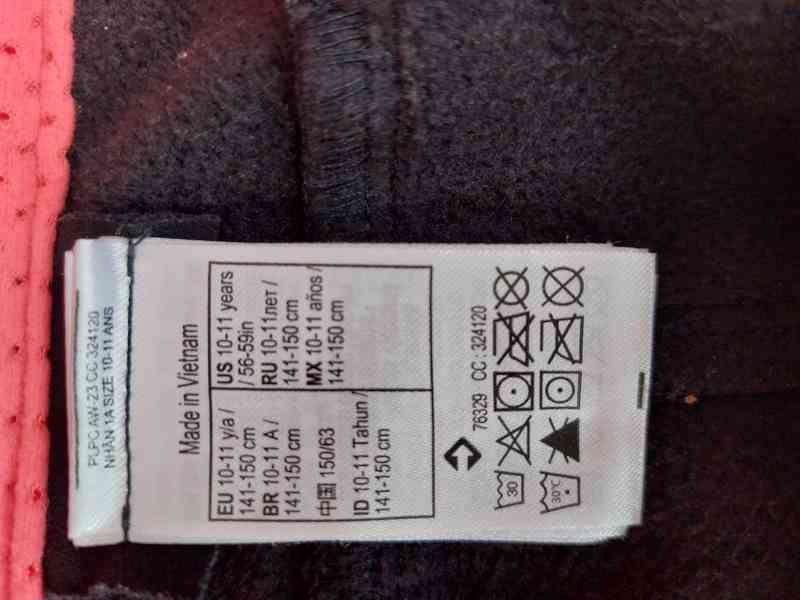 PLPC AW-23 CC 324120
NHÃN 1A SIZE 10-11 ANS
Made in Vietnam
EU 10-11 y/a /
141-150 cm
BR 10-11 A /
141-150 cm
中国 150/63
ID 10-11 Tahun /
141-150 cm
US 10-11 years
/ 56-59in
RU 10-11лет /
141-150 cm
MX 10-11 años /
141-150 cm
76329 CC : 324120
30
30°C